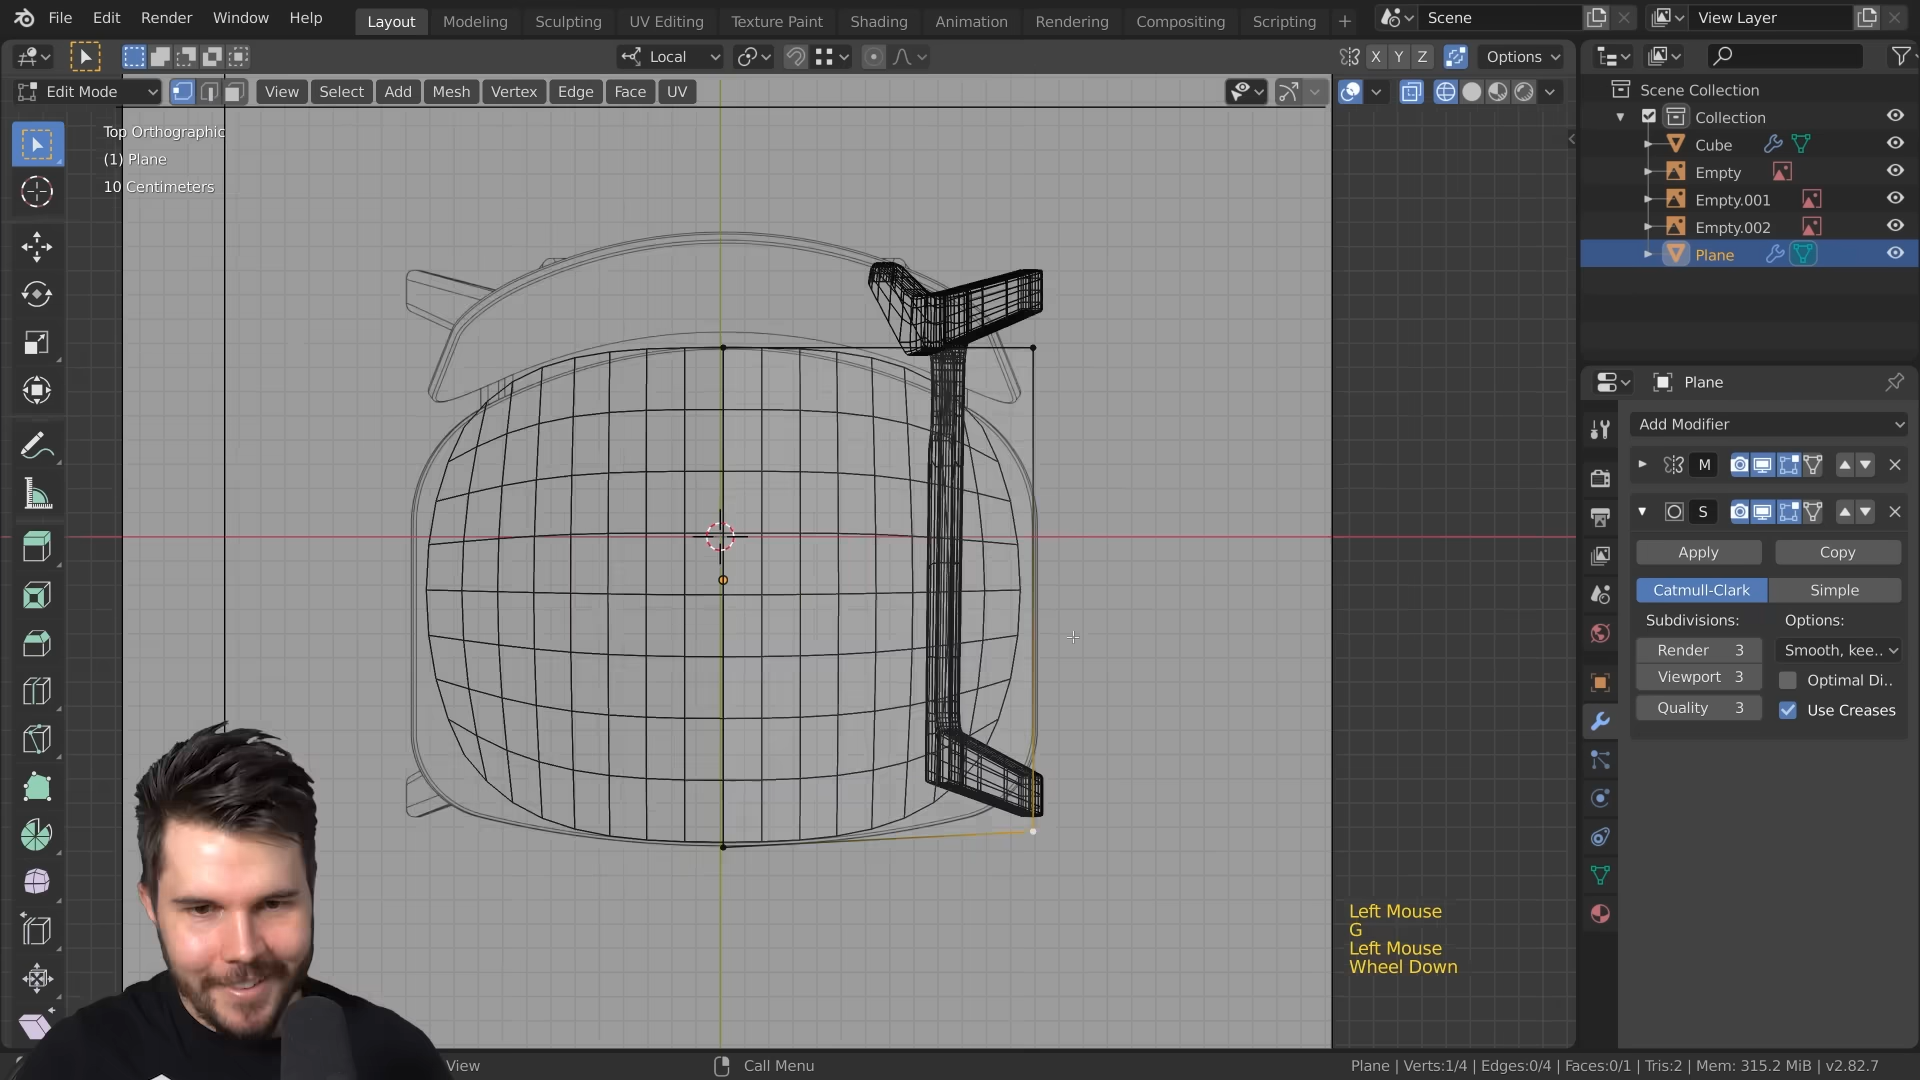 File Edit Render Window Help
Layout Modeling Sculpting UV Editing Texture Paint Shading Animation Rendering Compositing Scripting +
Scene
View Layer
Local
X Y Z Options
Edit Mode
View Select Add Mesh Vertex Edge Face UV
Top Orthographic
(1) Plane
10 Centimeters
Scene Collection
Collection
Cube
Empty
Empty.001
Empty.002
Plane
Plane
Add Modifier
M
S
Apply Copy
Catmull-Clark Simple
Subdivisions: Options:
Render 3 Smooth, kee..
Viewport 3 Optimal Di..
Quality 3 Use Creases
Left Mouse
G
Left Mouse
Wheel Down
View Call Menu
Plane | Verts:1/4 | Edges:0/4 | Faces:0/1 | Tris:2 | Mem: 315.2 MiB | v2.82.7